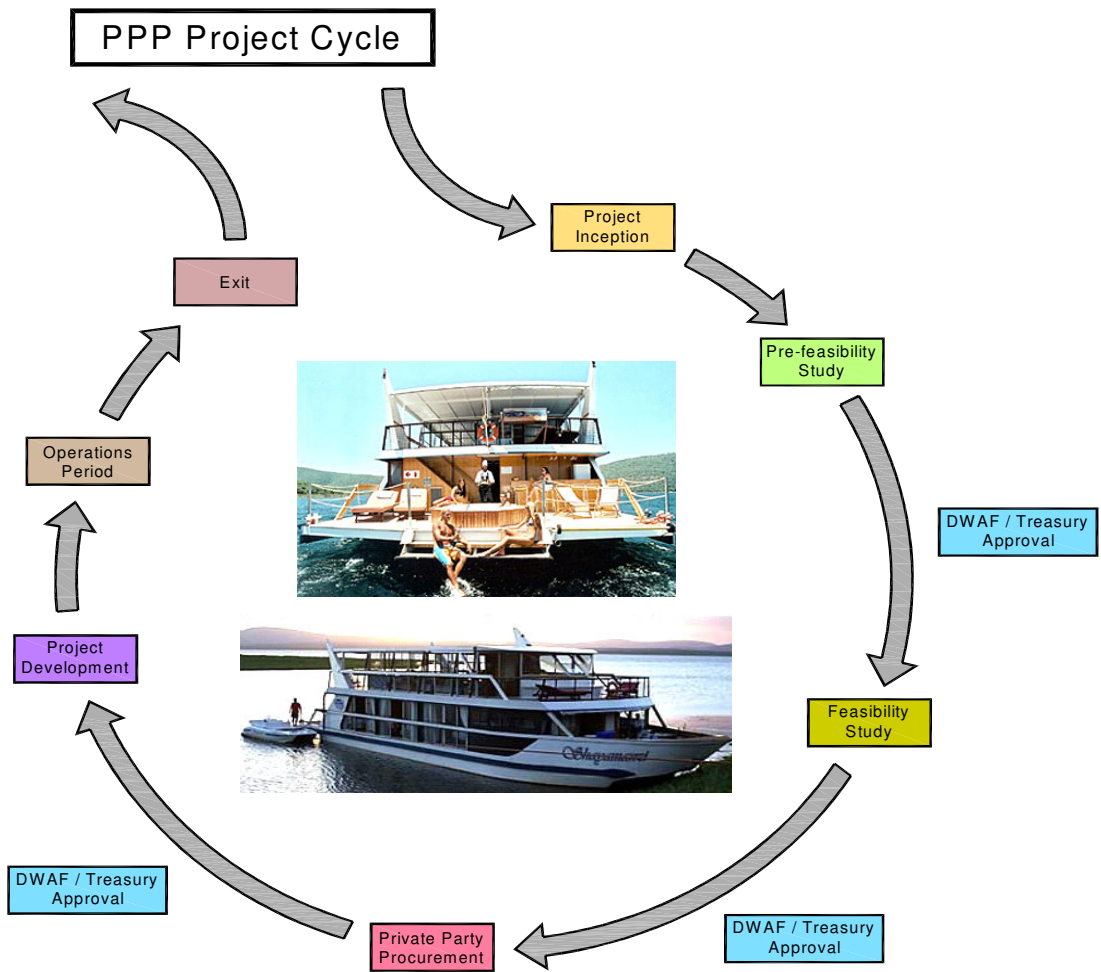 PPP Project Cycle
Project
Inception
Pre-feasibility
Study
DWAF / Treasury
Approval
Feasibility
Study
DWAF / Treasury
Approval
Private Party
Procurement
DWAF / Treasury
Approval
Project
Development
Operations
Period
Exit